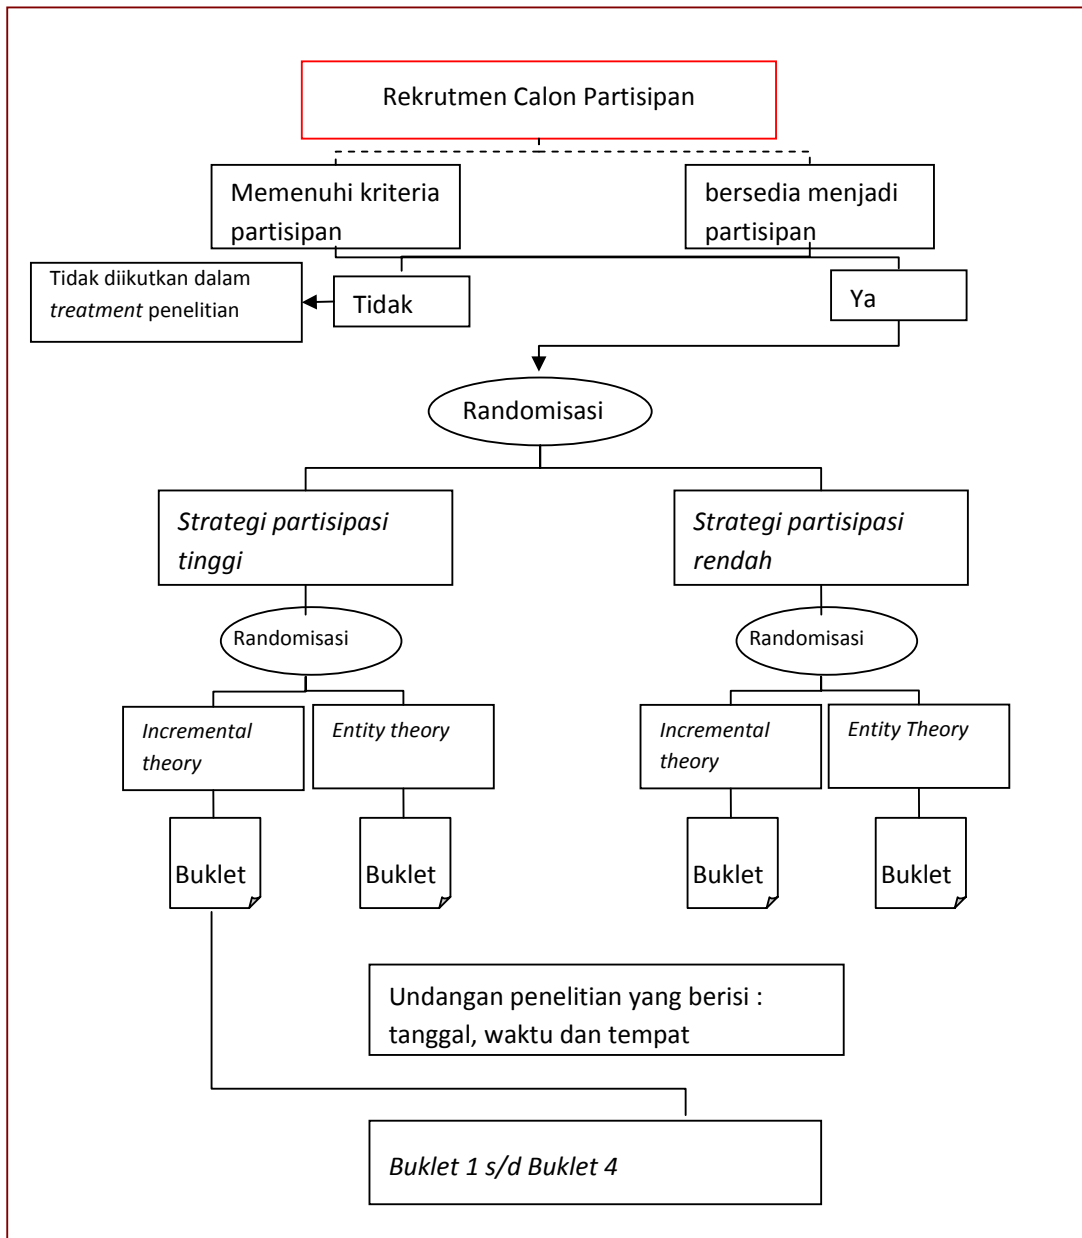 Rekrutmen Calon Partisipan
Memenuhi kriteria
partisipan
bersedia menjadi
partisipan
Tidak diikutkan dalam
treatment penelitian
Tidak
Ya
Randomisasi
Strategi partisipasi
tinggi
Strategi partisipasi
rendah
Randomisasi
Randomisasi
Incremental
theory
Entity theory
Incremental
theory
Entity Theory
Buklet
Buklet
Buklet
Buklet
Undangan penelitian yang berisi :
tanggal, waktu dan tempat
Buklet 1 s/d Buklet 4